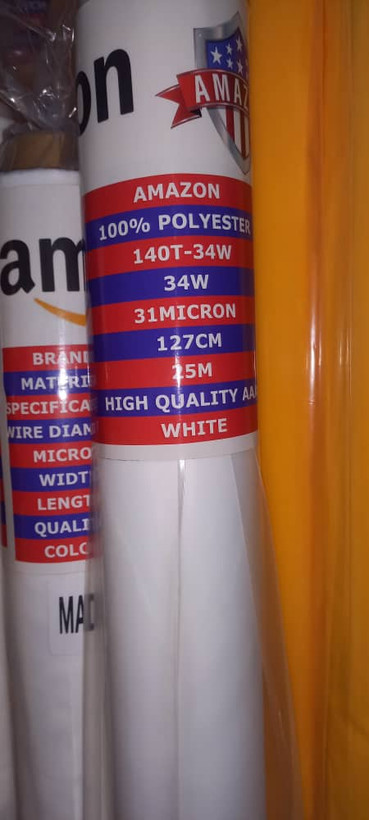 on
AMAZ
AMAZON
100% POLYESTER
140T-34W
34W
31MICRON
127CM
25M
HIGH QUALITY AA
WHITE
am
BRAN
MATERI
SPECIFICA
WIRE DIAM
MICRO
WIDT
LENGT
QUALI
COLO
MAD